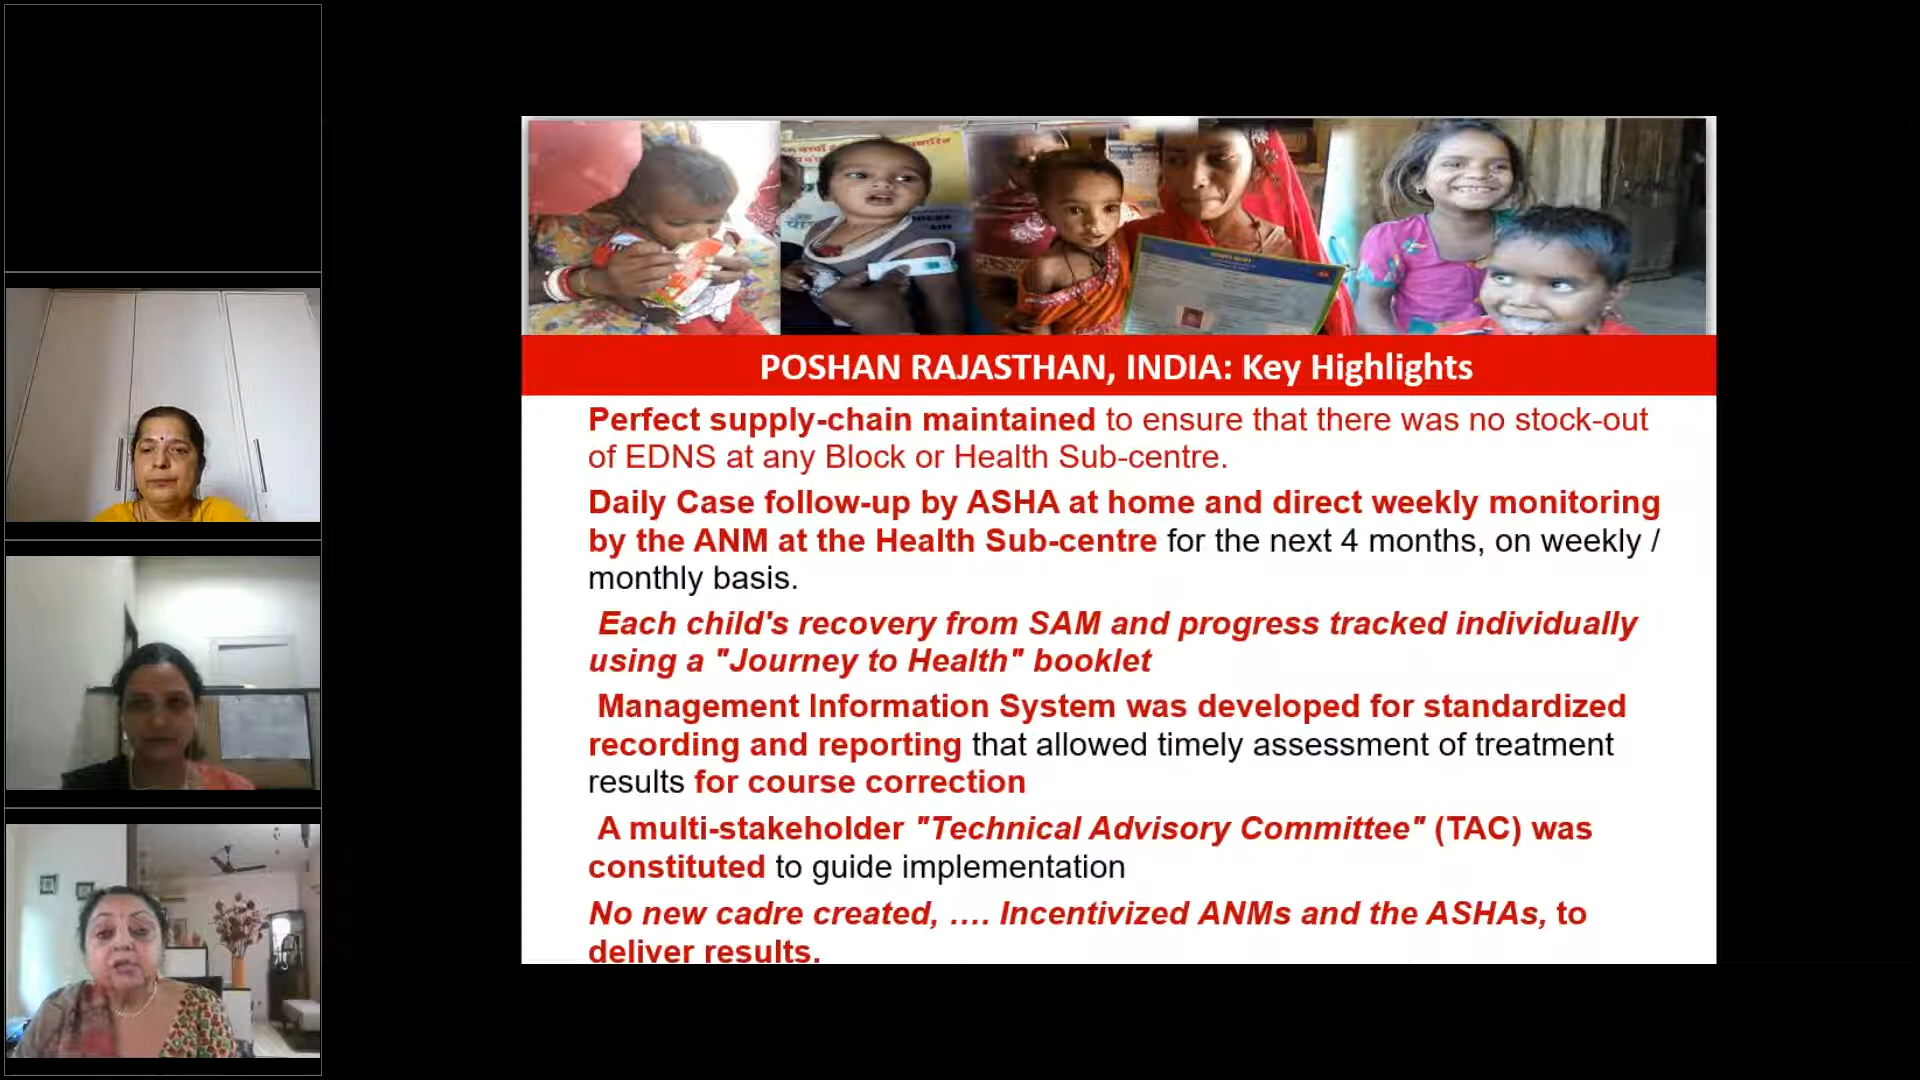 POSHAN RAJASTHAN, INDIA: Key Highlights
Perfect supply-chain maintained to ensure that there was no stock-out
of EDNS at any Block or Health Sub-centre.
Daily Case follow-up by ASHA at home and direct weekly monitoring
by the ANM at the Health Sub-centre for the next 4 months, on weekly /
monthly basis.
Each child's recovery from SAM and progress tracked individually
using a "Journey to Health" booklet
Management Information System was developed for standardized
recording and reporting that allowed timely assessment of treatment
results for course correction
A multi-stakeholder "Technical Advisory Committee" (TAC) was
constituted to guide implementation
No new cadre created, .... Incentivized ANMs and the ASHAs, to
deliver results.